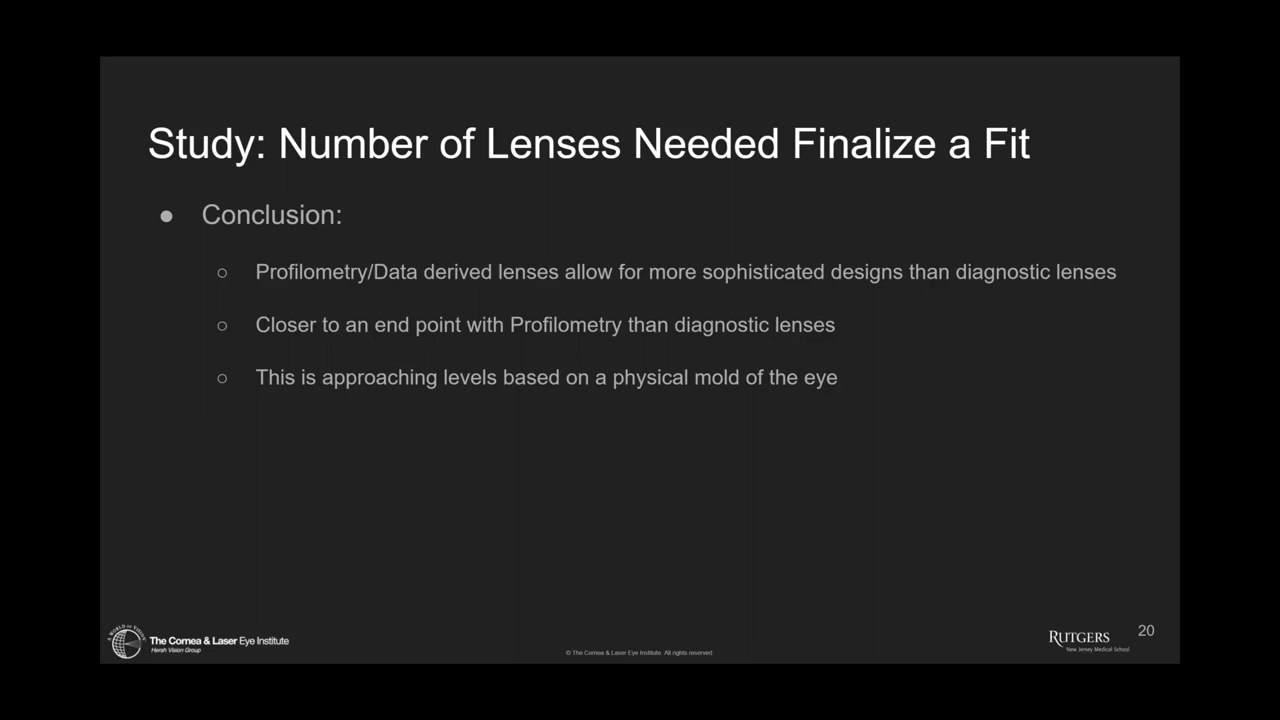 Study: Number of Lenses Needed Finalize a Fit
● Conclusion:
○ Profilometry/Data derived lenses allow for more sophisticated designs than diagnostic lenses
○ Closer to an end point with Profilometry than diagnostic lenses
○ This is approaching levels based on a physical mold of the eye
A WORLD OF VISION
The Cornea & Laser Eye Institute
Hersh Vision Group
© The Cornea & Laser Eye Institute. All rights reserved
RUTGERS
New Jersey Medical School
20